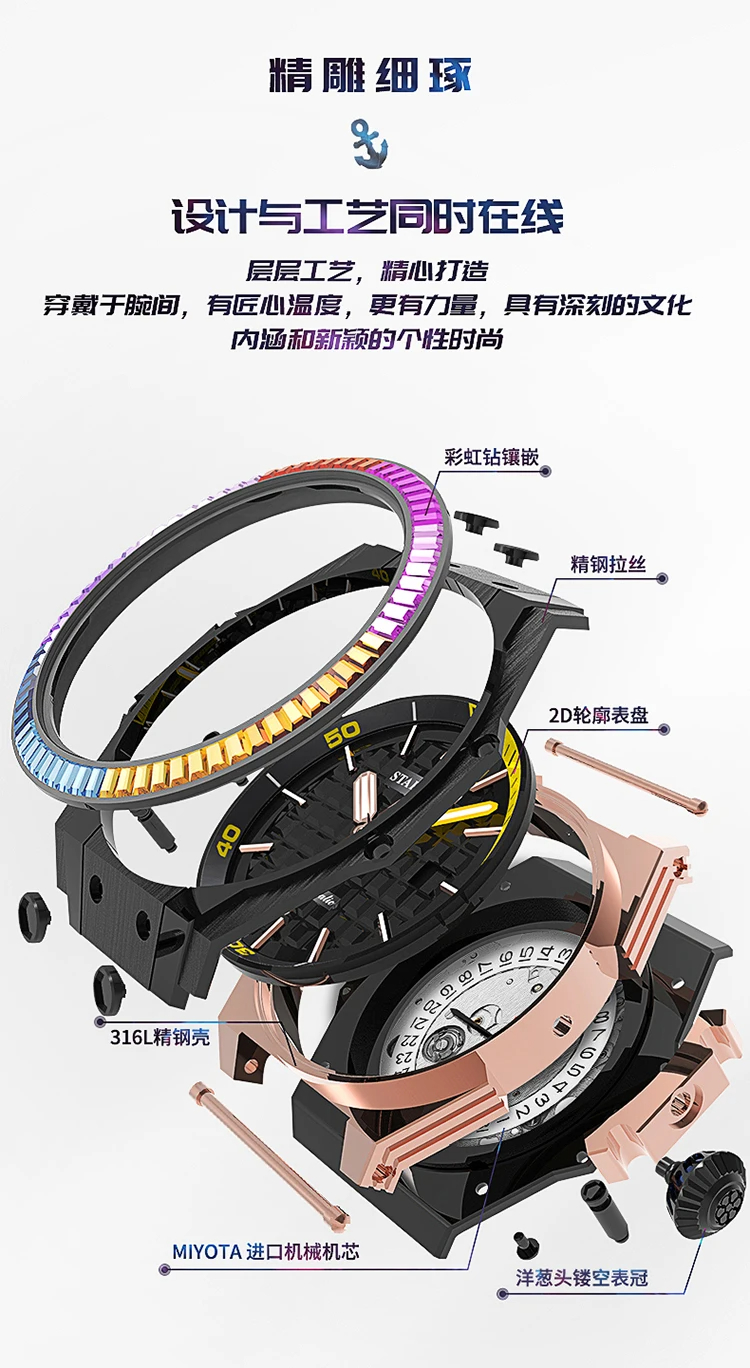 精雕细琢
设计与工艺同时在线
层层工艺，精心打造
穿戴于腕间，有匠心温度，更有力量，具有深刻的文化
内涵和新颖的个性时尚
彩虹钻镶嵌
精钢拉丝
40
2D轮廓表盘
50
40
316L精钢壳
MIYOTA 进口机械机芯
洋葱头镂空表冠